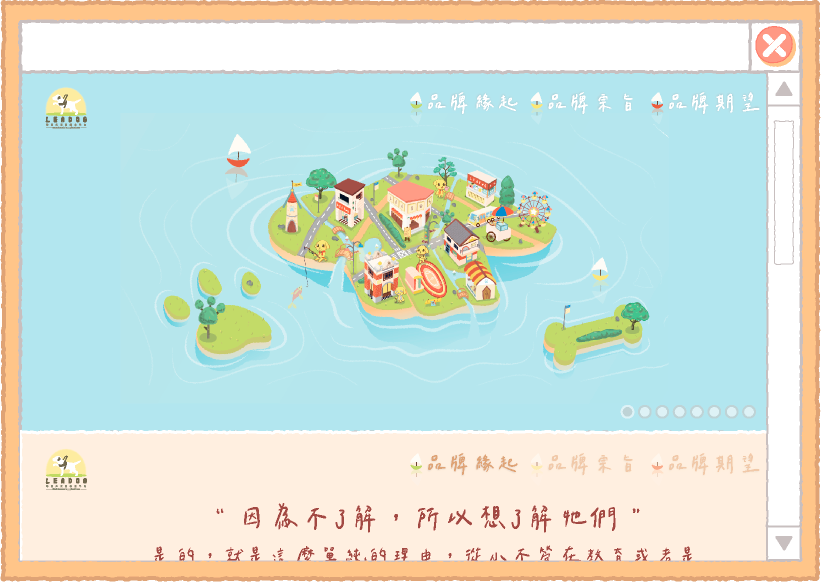 LEADOG
品牌緣起 品牌宗旨 品牌期望
LEADOG
品牌緣起 品牌宗旨 品牌期望
“ 因為不了解，所以想了解牠們 ”
是的，就是這麼單純的理由，從小不管在教育或者是